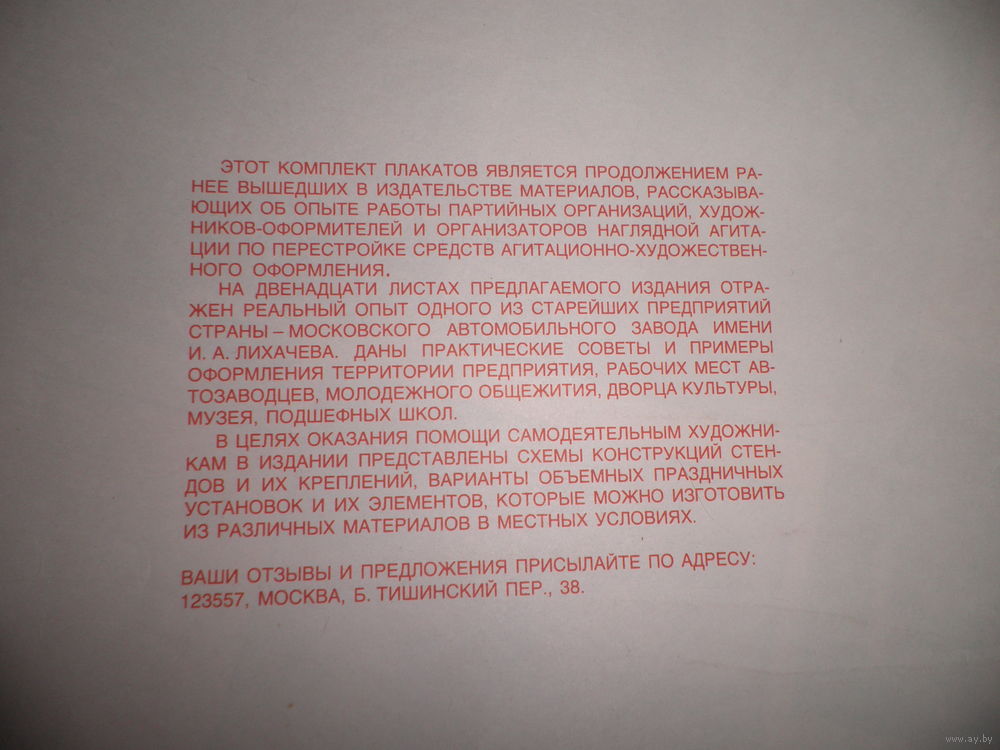 ЭТОТ КОМПЛЕКТ ПЛАКАТОВ ЯВЛЯЕТСЯ ПРОДОЛЖЕНИЕМ РА-
НЕЕ ВЫШЕДШИХ В ИЗДАТЕЛЬСТВЕ МАТЕРИАЛОВ, РАССКАЗЫВА-
ЮЩИХ ОБ ОПЫТЕ РАБОТЫ ПАРТИЙНЫХ ОРГАНИЗАЦИЙ, ХУДОЖ-
НИКОВ-ОФОРМИТЕЛЕЙ И ОРГАНИЗАТОРОВ НАГЛЯДНОЙ АГИТА-
ЦИИ ПО ПЕРЕСТРОЙКЕ СРЕДСТВ АГИТАЦИОННО-ХУДОЖЕСТВЕН-
НОГО ОФОРМЛЕНИЯ.
НА ДВЕНАДЦАТИ ЛИСТАХ ПРЕДЛАГАЕМОГО ИЗДАНИЯ ОТРА-
ЖЕН РЕАЛЬНЫЙ ОПЫТ ОДНОГО ИЗ СТАРЕЙШИХ ПРЕДПРИЯТИЙ
СТРАНЫ – МОСКОВСКОГО АВТОМОБИЛЬНОГО ЗАВОДА ИМЕНИ
И. А. ЛИХАЧЕВА. ДАНЫ ПРАКТИЧЕСКИЕ СОВЕТЫ И ПРИМЕРЫ
ОФОРМЛЕНИЯ ТЕРРИТОРИИ ПРЕДПРИЯТИЯ, РАБОЧИХ МЕСТ АВ-
ТОЗАВОДЦЕВ, МОЛОДЕЖНОГО ОБЩЕЖИТИЯ, ДВОРЦА КУЛЬТУРЫ,
МУЗЕЯ, ПОДШЕФНЫХ ШКОЛ.
В ЦЕЛЯХ ОКАЗАНИЯ ПОМОЩИ САМОДЕЯТЕЛЬНЫМ ХУДОЖНИ-
КАМ В ИЗДАНИИ ПРЕДСТАВЛЕНЫ СХЕМЫ КОНСТРУКЦИЙ СТЕН-
ДОВ И ИХ КРЕПЛЕНИЙ, ВАРИАНТЫ ОБЪЕМНЫХ ПРАЗДНИЧНЫХ
УСТАНОВОК И ИХ ЭЛЕМЕНТОВ, КОТОРЫЕ МОЖНО ИЗГОТОВИТЬ
ИЗ РАЗЛИЧНЫХ МАТЕРИАЛОВ В МЕСТНЫХ УСЛОВИЯХ.
ВАШИ ОТЗЫВЫ И ПРЕДЛОЖЕНИЯ ПРИСЫЛАЙТЕ ПО АДРЕСУ:
123557, МОСКВА, Б. ТИШИНСКИЙ ПЕР., 38.
www.ay.by